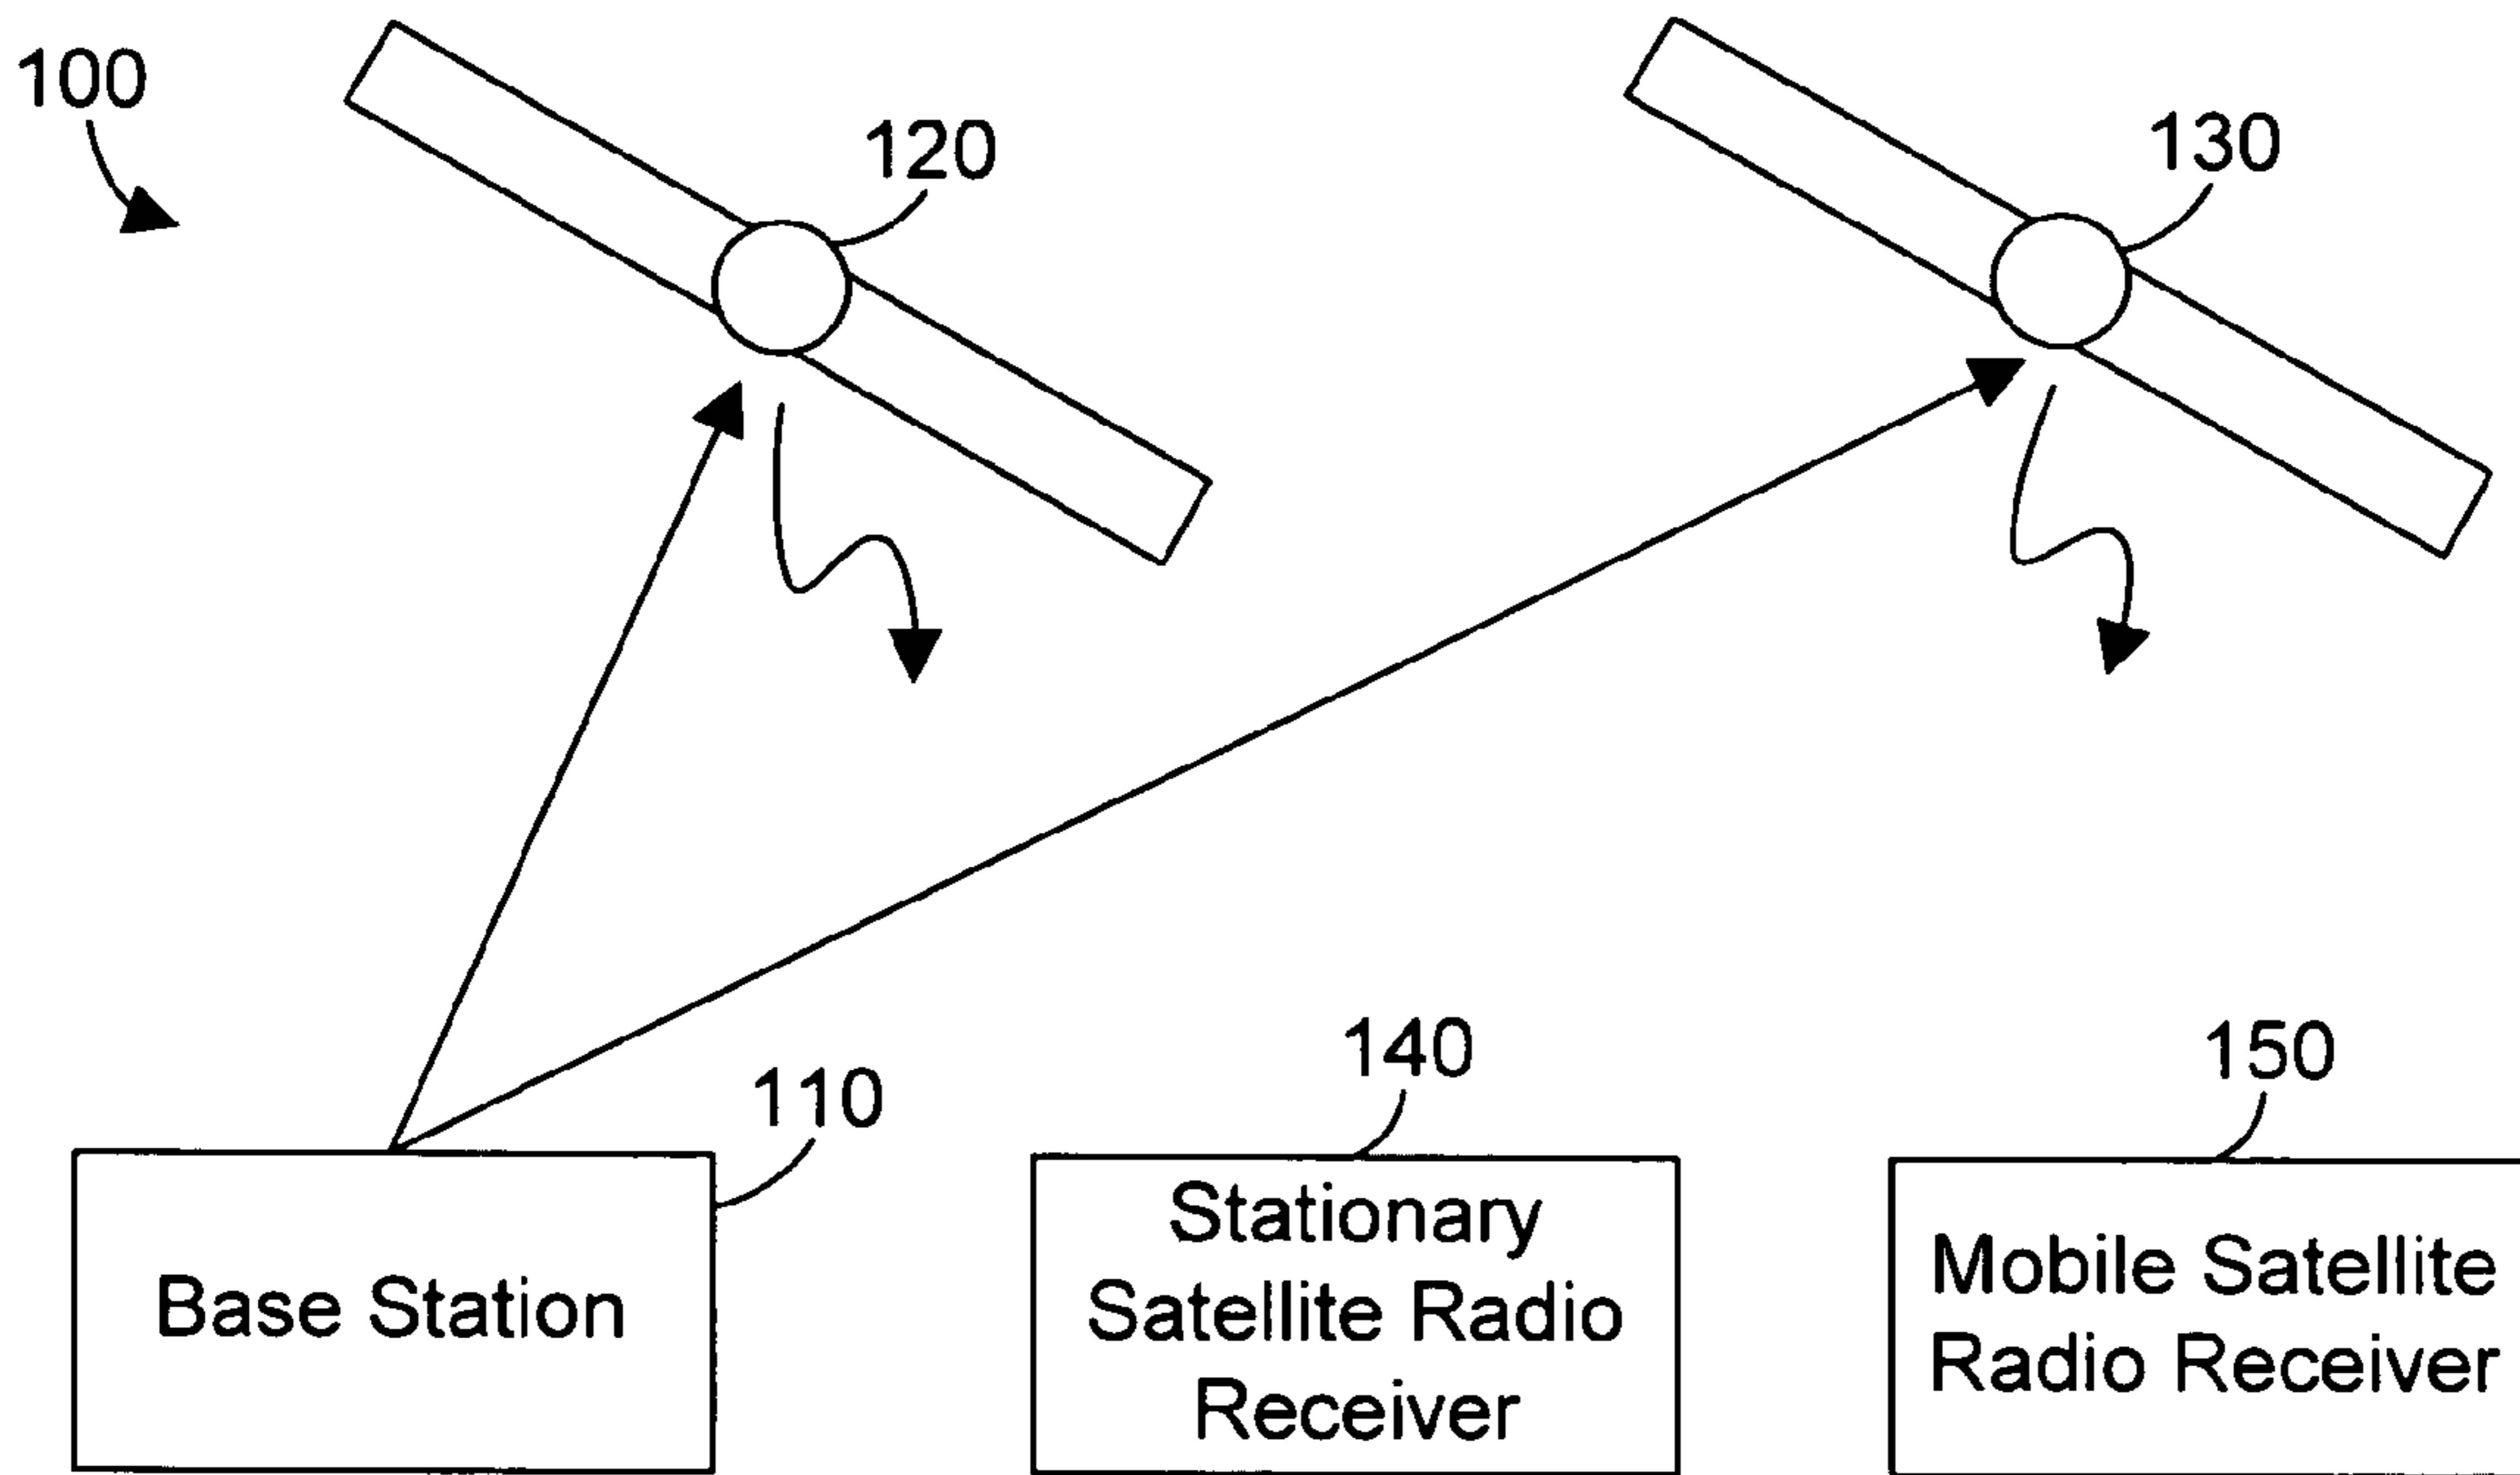 100
120
130
110
140
150
Base Station
Stationary
Satellite Radio
Receiver
Mobile Satellite
Radio Receiver